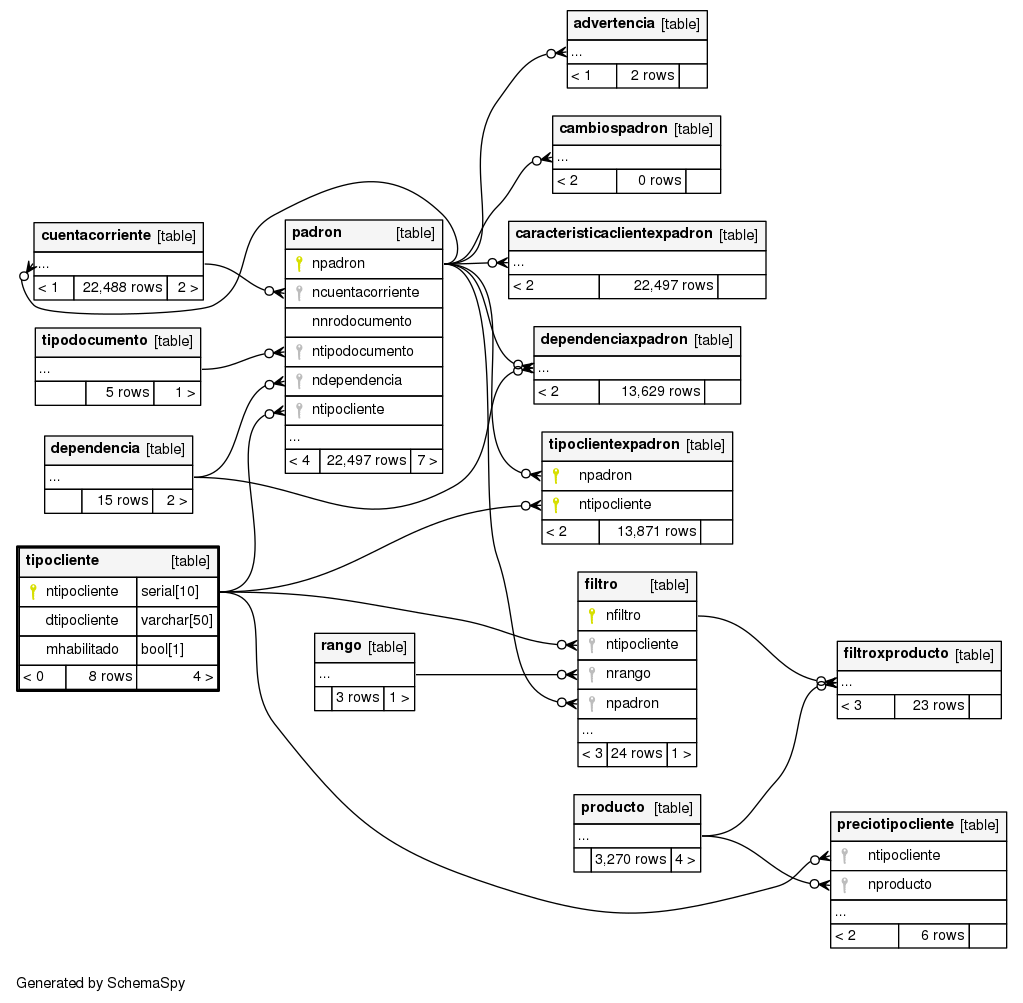 advertencia [table]
...
< 1 2 rows
cambiospadron [table]
...
< 2 0 rows
cuentacorriente [table]
...
< 1 22,488 rows 2 >
padron [table]
npadron
ncuentacorriente
nnrodocumento
ntipodocumento
ndependencia
ntipocliente
...
< 4 22,497 rows 7 >
caracteristicaclientexpadron [table]
...
< 2 22,497 rows
tipodocumento [table]
...
5 rows 1 >
dependenciaxpadron [table]
...
< 2 13,629 rows
dependencia [table]
...
15 rows 2 >
tipoclientexpadron [table]
npadron
ntipocliente
< 2 13,871 rows
tipocliente [table]
ntipocliente serial[10]
dtipocliente varchar[50]
mhabilitado bool[1]
< 0 8 rows 4 >
rango [table]
...
3 rows 1 >
filtro [table]
nfiltro
ntipocliente
nrango
npadron
...
< 3 24 rows 1 >
filtroxproducto [table]
...
< 3 23 rows
producto [table]
...
3,270 rows 4 >
preciotipocliente [table]
ntipocliente
nproducto
...
< 2 6 rows
Generated by SchemaSpy